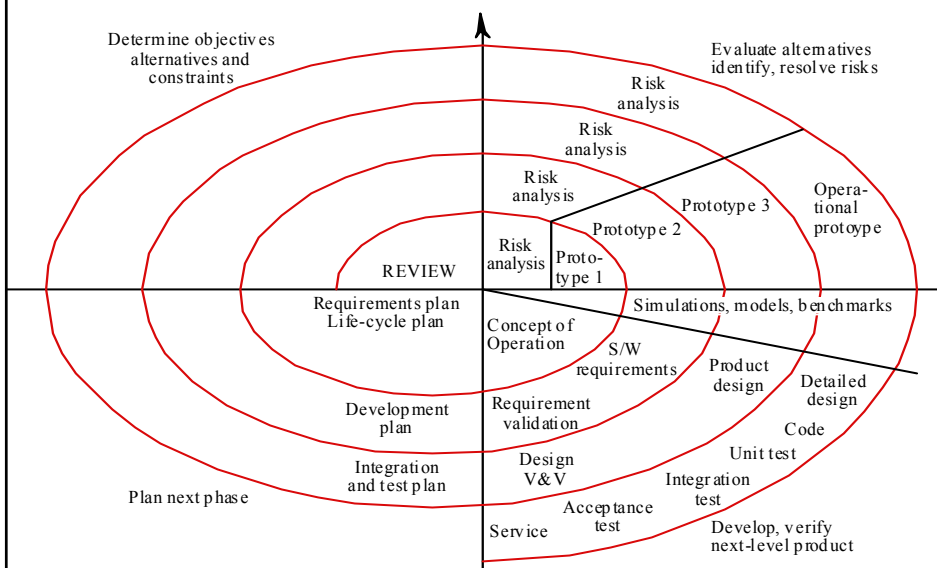 Determine objectives
alternatives and
constraints
Evaluate alternatives
identify, resolve risks
Risk
analysis
Risk
analysis
Risk
analysis
Risk
analysis
REVIEW
Proto-
type 1
Prototype 2
Prototype 3
Opera-
tional
protoype
Requirements plan
Life-cycle plan
Simulations, models, benchmarks
Concept of
Operation
S/W
requirements
Product
design
Detailed
design
Development
plan
Requirement
validation
Code
Unit test
Integration
and test plan
Design
V&V
Integration
test
Plan next phase
Acceptance
test
Service
Develop, verify
next-level product